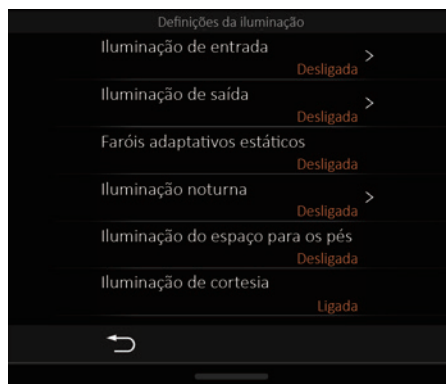 Definições da iluminação
Iluminação de entrada
Desligada
Iluminação de saída
Desligada
Faróis adaptativos estáticos
Desligada
Iluminação noturna
Desligada
Iluminação do espaço para os pés
Desligada
Iluminação de cortesia
Ligada